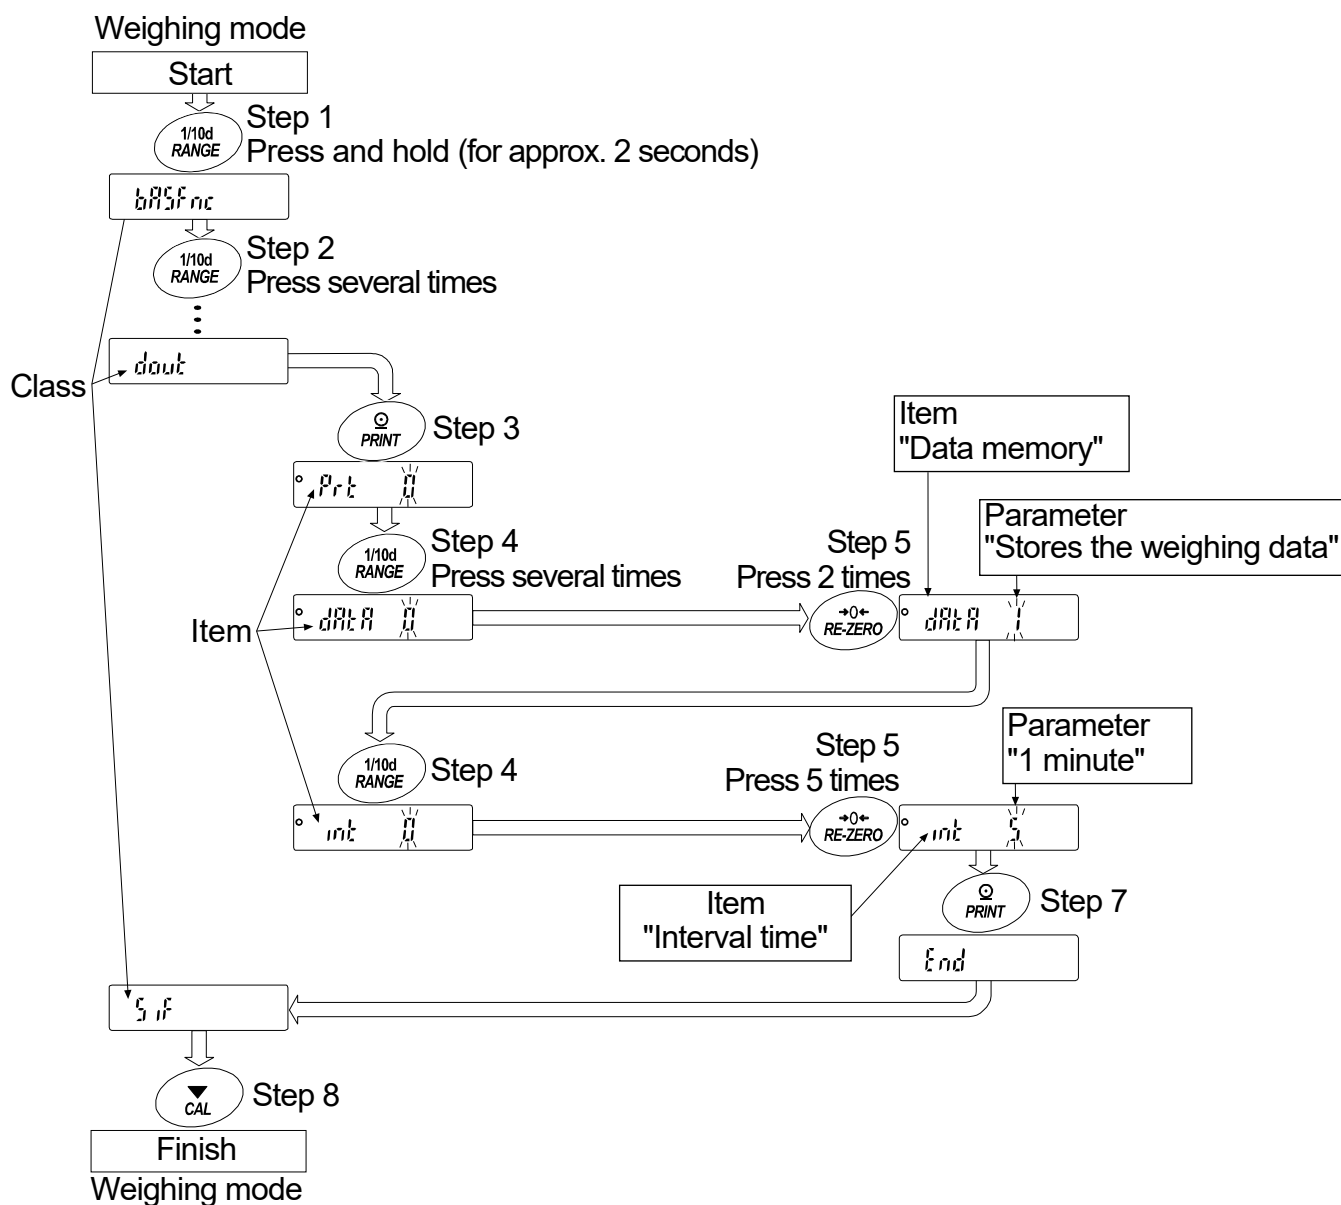 Weighing mode
Start
1/10d
RANGE
Step 1
Press and hold (for approx. 2 seconds)
bASFnc
1/10d
RANGE
Step 2
Press several times
dout
Class
PRINT
Step 3
Item
"Data memory"
Prt 0
Parameter
"Stores the weighing data"
1/10d
RANGE
Step 4
Press several times
Step 5
Press 2 times
Item
dAtA 0
→0←
RE-ZERO
dAtA 1
Parameter
"1 minute"
1/10d
RANGE
Step 4
Step 5
Press 5 times
int 0
→0←
RE-ZERO
int 5
Item
"Interval time"
PRINT
Step 7
End
SiF
CAL
Step 8
Finish
Weighing mode